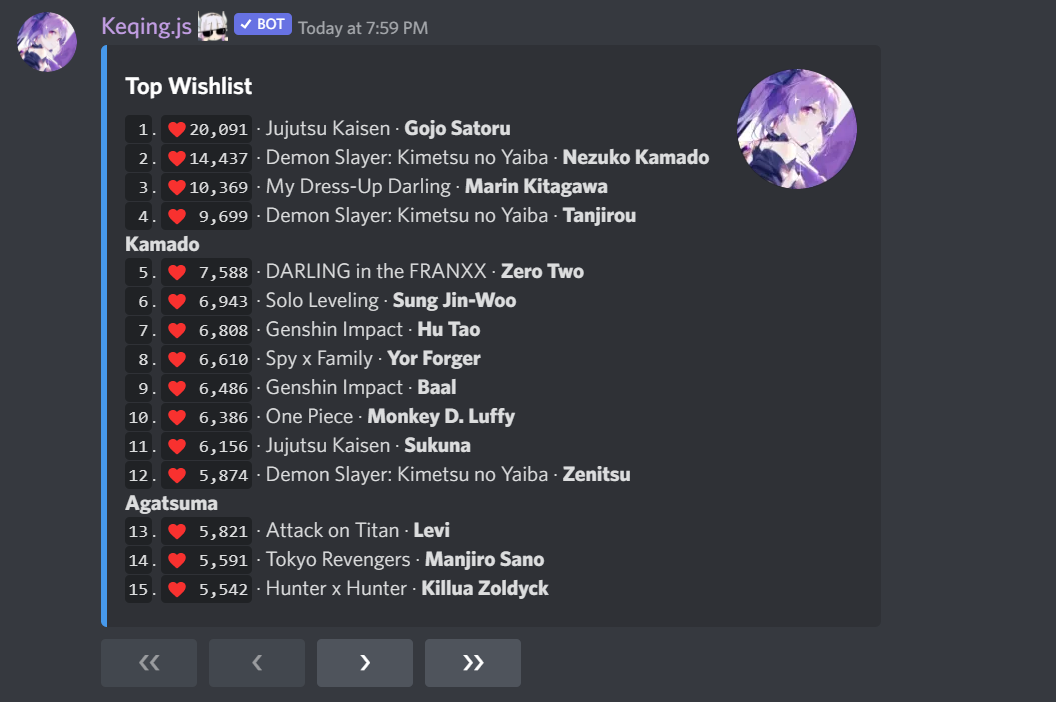 Keqing.js ✓ BOT Today at 7:59 PM
Top Wishlist
1. ❤️20,091 · Jujutsu Kaisen · Gojo Satoru
2. ❤️14,437 · Demon Slayer: Kimetsu no Yaiba · Nezuko Kamado
3. ❤️10,369 · My Dress-Up Darling · Marin Kitagawa
4. ❤️ 9,699 · Demon Slayer: Kimetsu no Yaiba · Tanjirou
Kamado
5. ❤️ 7,588 · DARLING in the FRANXX · Zero Two
6. ❤️ 6,943 · Solo Leveling · Sung Jin-Woo
7. ❤️ 6,808 · Genshin Impact · Hu Tao
8. ❤️ 6,610 · Spy x Family · Yor Forger
9. ❤️ 6,486 · Genshin Impact · Baal
10. ❤️ 6,386 · One Piece · Monkey D. Luffy
11. ❤️ 6,156 · Jujutsu Kaisen · Sukuna
12. ❤️ 5,874 · Demon Slayer: Kimetsu no Yaiba · Zenitsu
Agatsuma
13. ❤️ 5,821 · Attack on Titan · Levi
14. ❤️ 5,591 · Tokyo Revengers · Manjiro Sano
15. ❤️ 5,542 · Hunter x Hunter · Killua Zoldyck